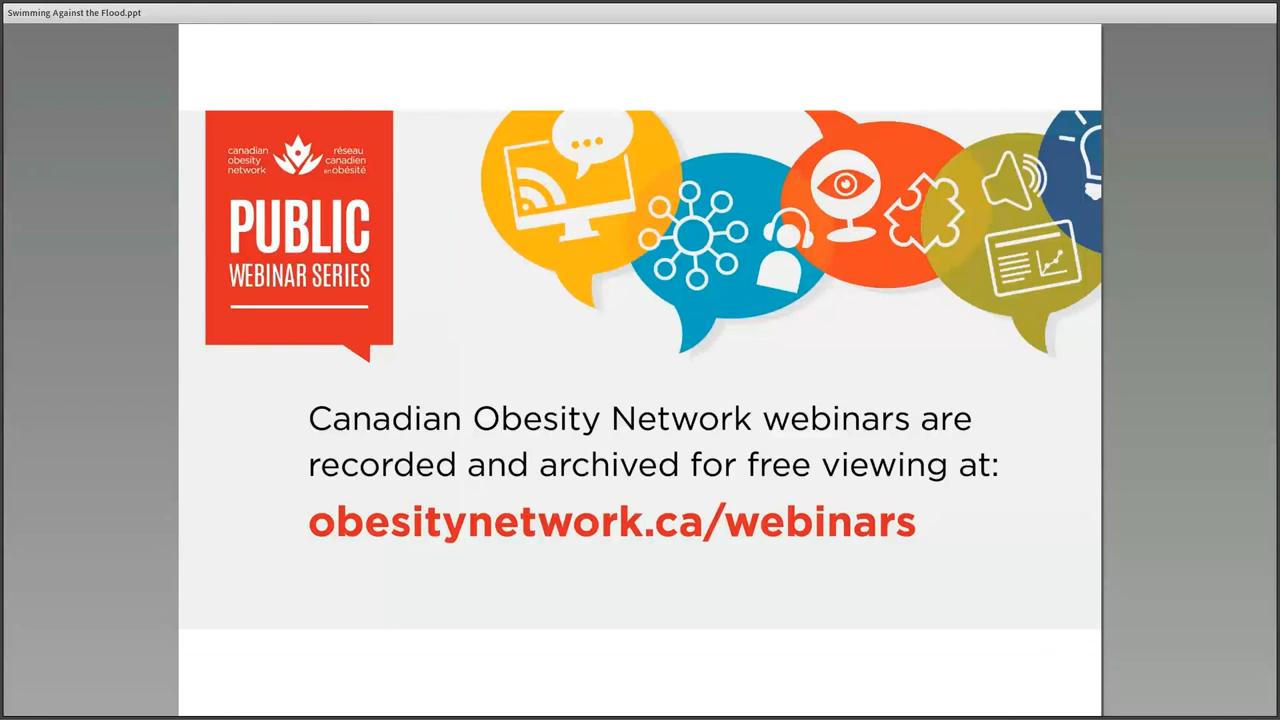 Swimming Against the Flood.ppt
canadian
obesity
network
réseau
canadien
en obésité
PUBLIC
WEBINAR SERIES
Canadian Obesity Network webinars are
recorded and archived for free viewing at:
obesitynetwork.ca/webinars